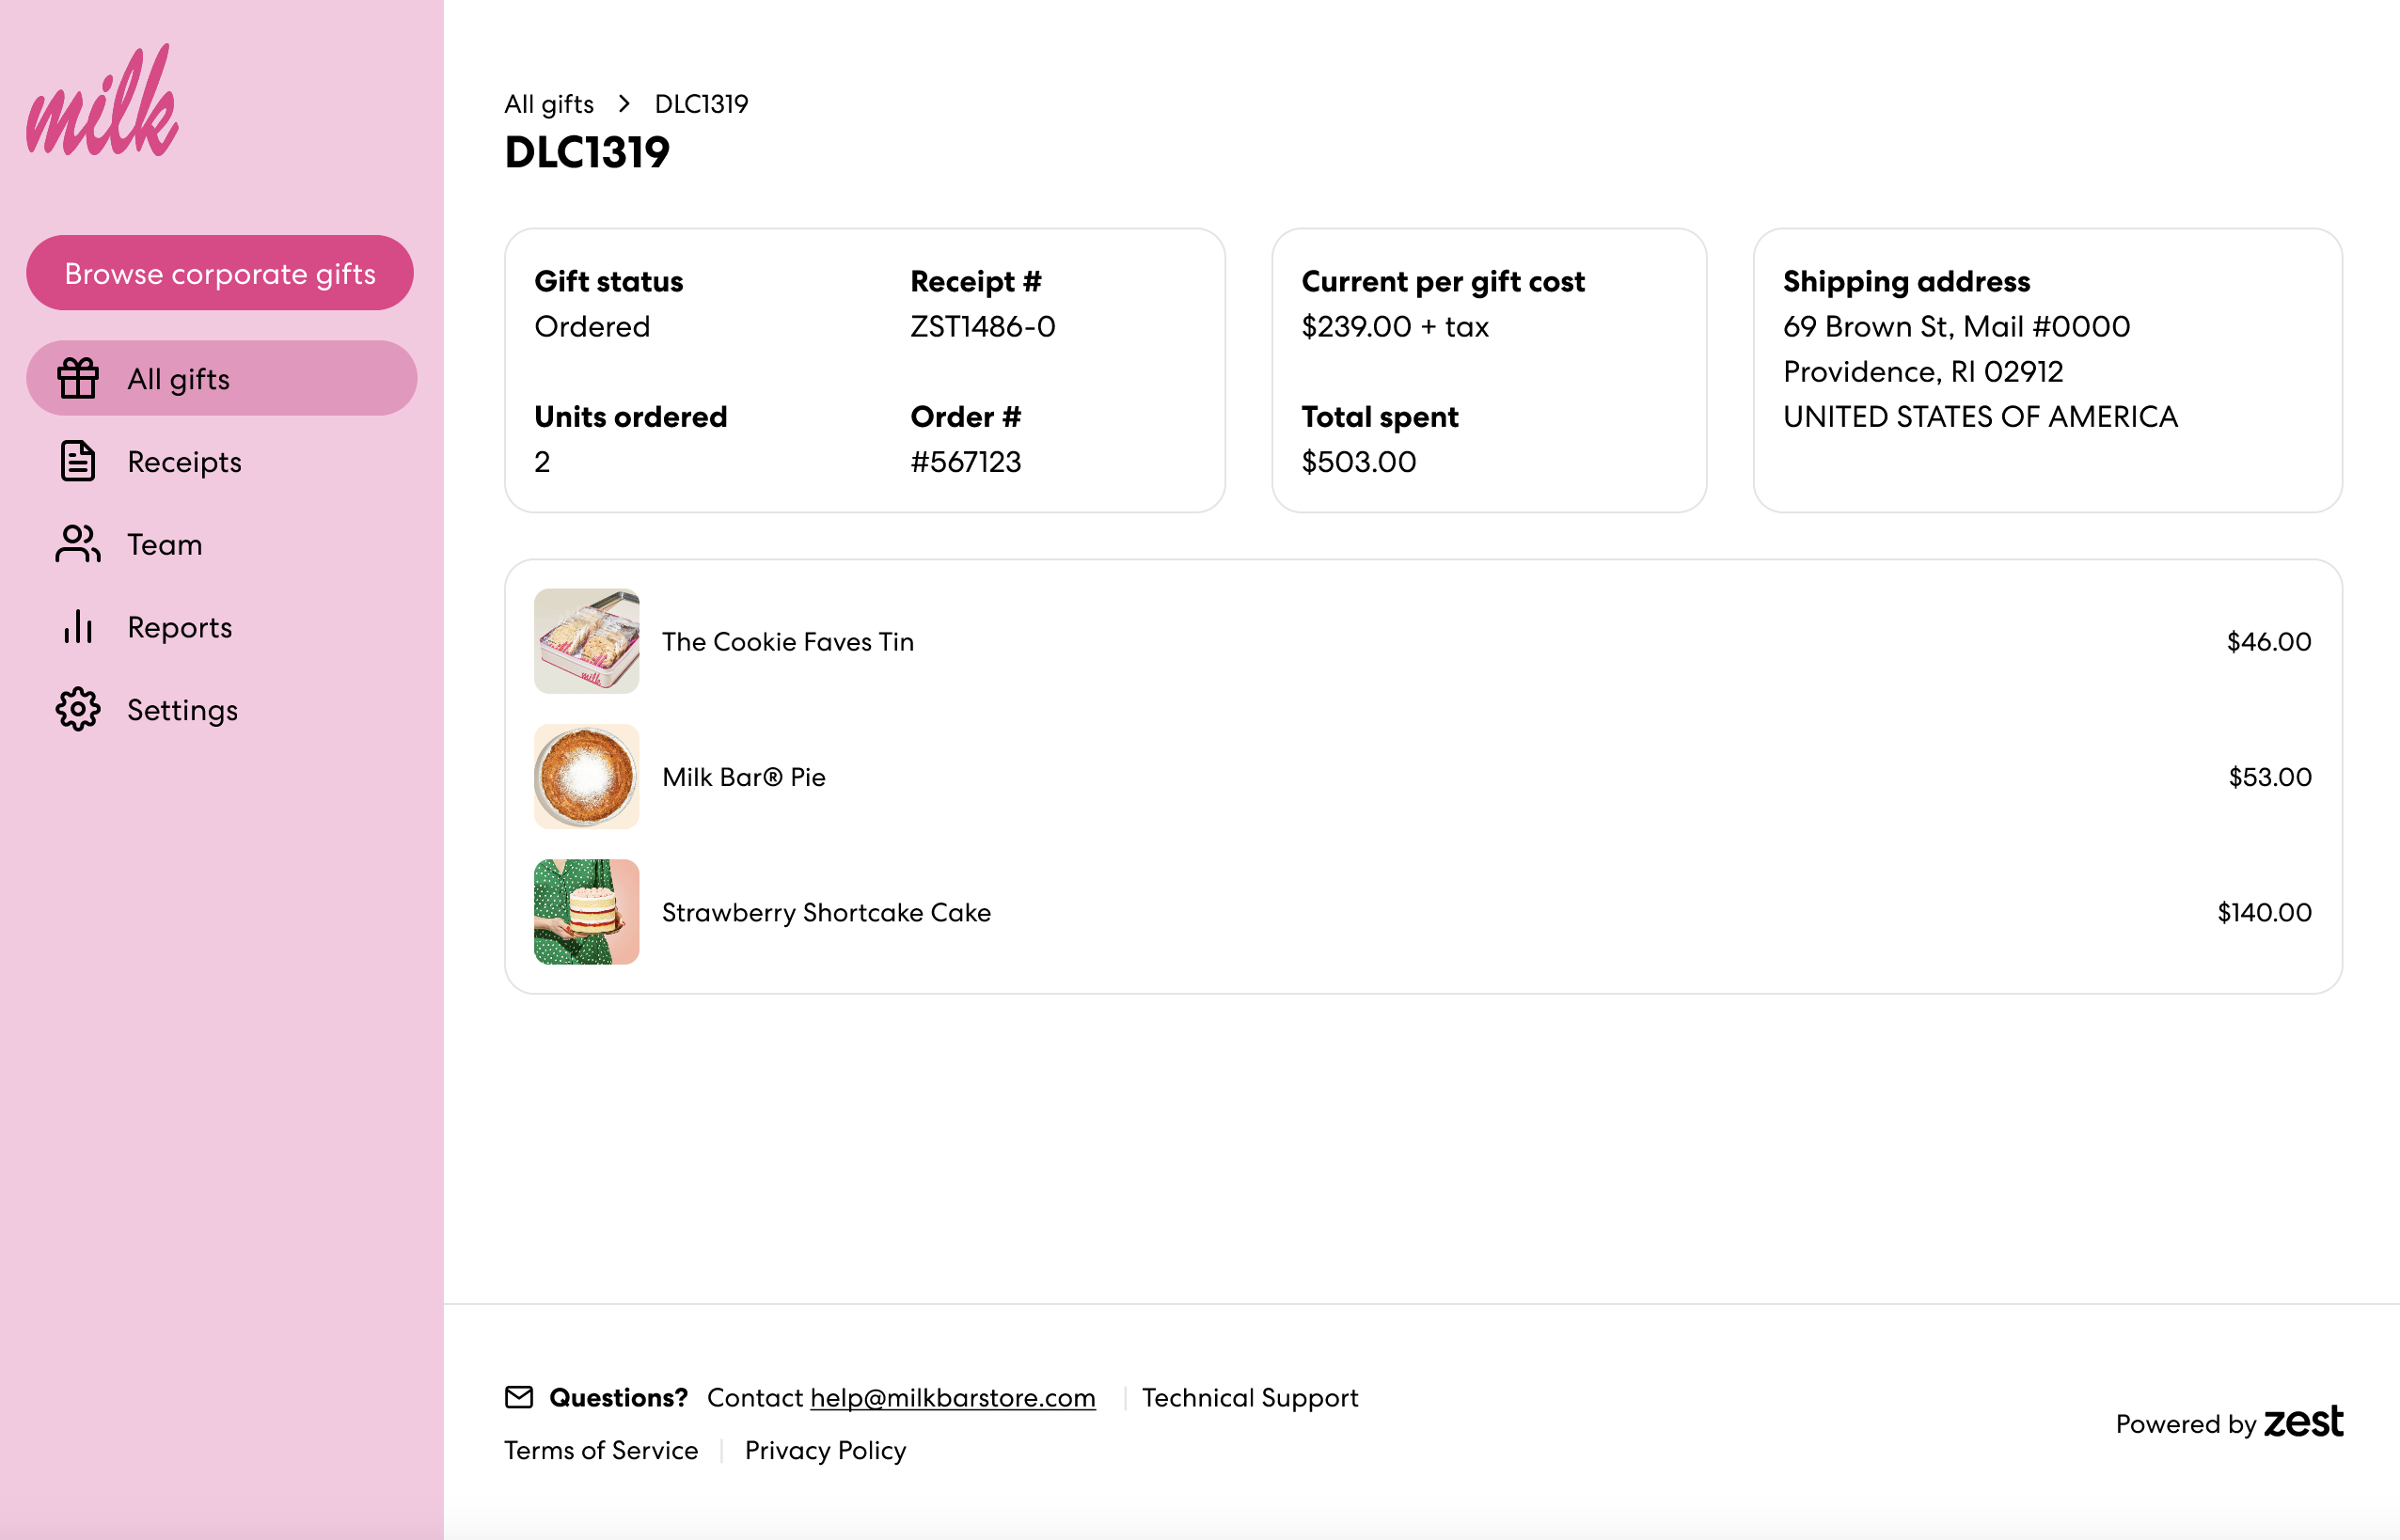 milk
Browse corporate gifts
All gifts
Receipts
Team
Reports
Settings
All gifts > DLC1319
DLC1319
Gift status
Ordered
Receipt #
ZST1486-0
Units ordered
2
Order #
#567123
Current per gift cost
$239.00 + tax
Total spent
$503.00
Shipping address
69 Brown St, Mail #0000
Providence, RI 02912
UNITED STATES OF AMERICA
milk
The Cookie Faves Tin
$46.00
Milk Bar® Pie
$53.00
Strawberry Shortcake Cake
$140.00
Questions? Contact help@milkbarstore.com | Technical Support
Terms of Service | Privacy Policy
Powered by zest